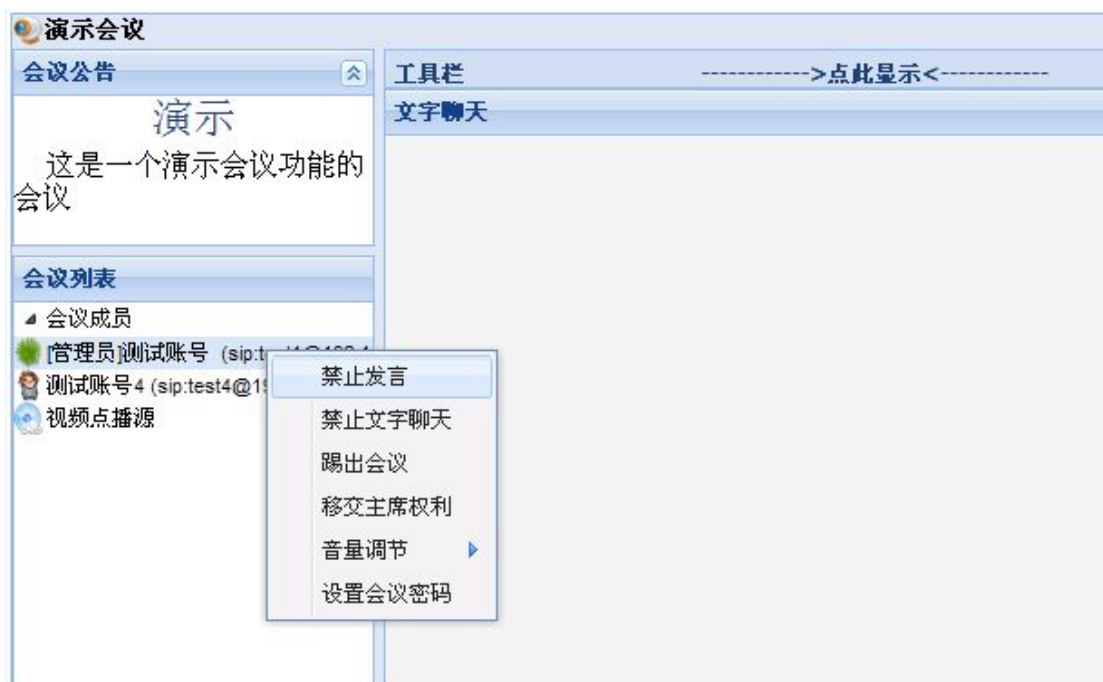 演示会议
会议公告
演示
这是一个演示会议功能的
会议
会议列表
会议成员
[管理员]测试账号 (sip:
测试账号4 (sip:test4@19
视频点播源
工具栏 ------------>点此显示<------------
文字聊天
禁止发言
禁止文字聊天
踢出会议
移交主席权利
音量调节
设置会议密码